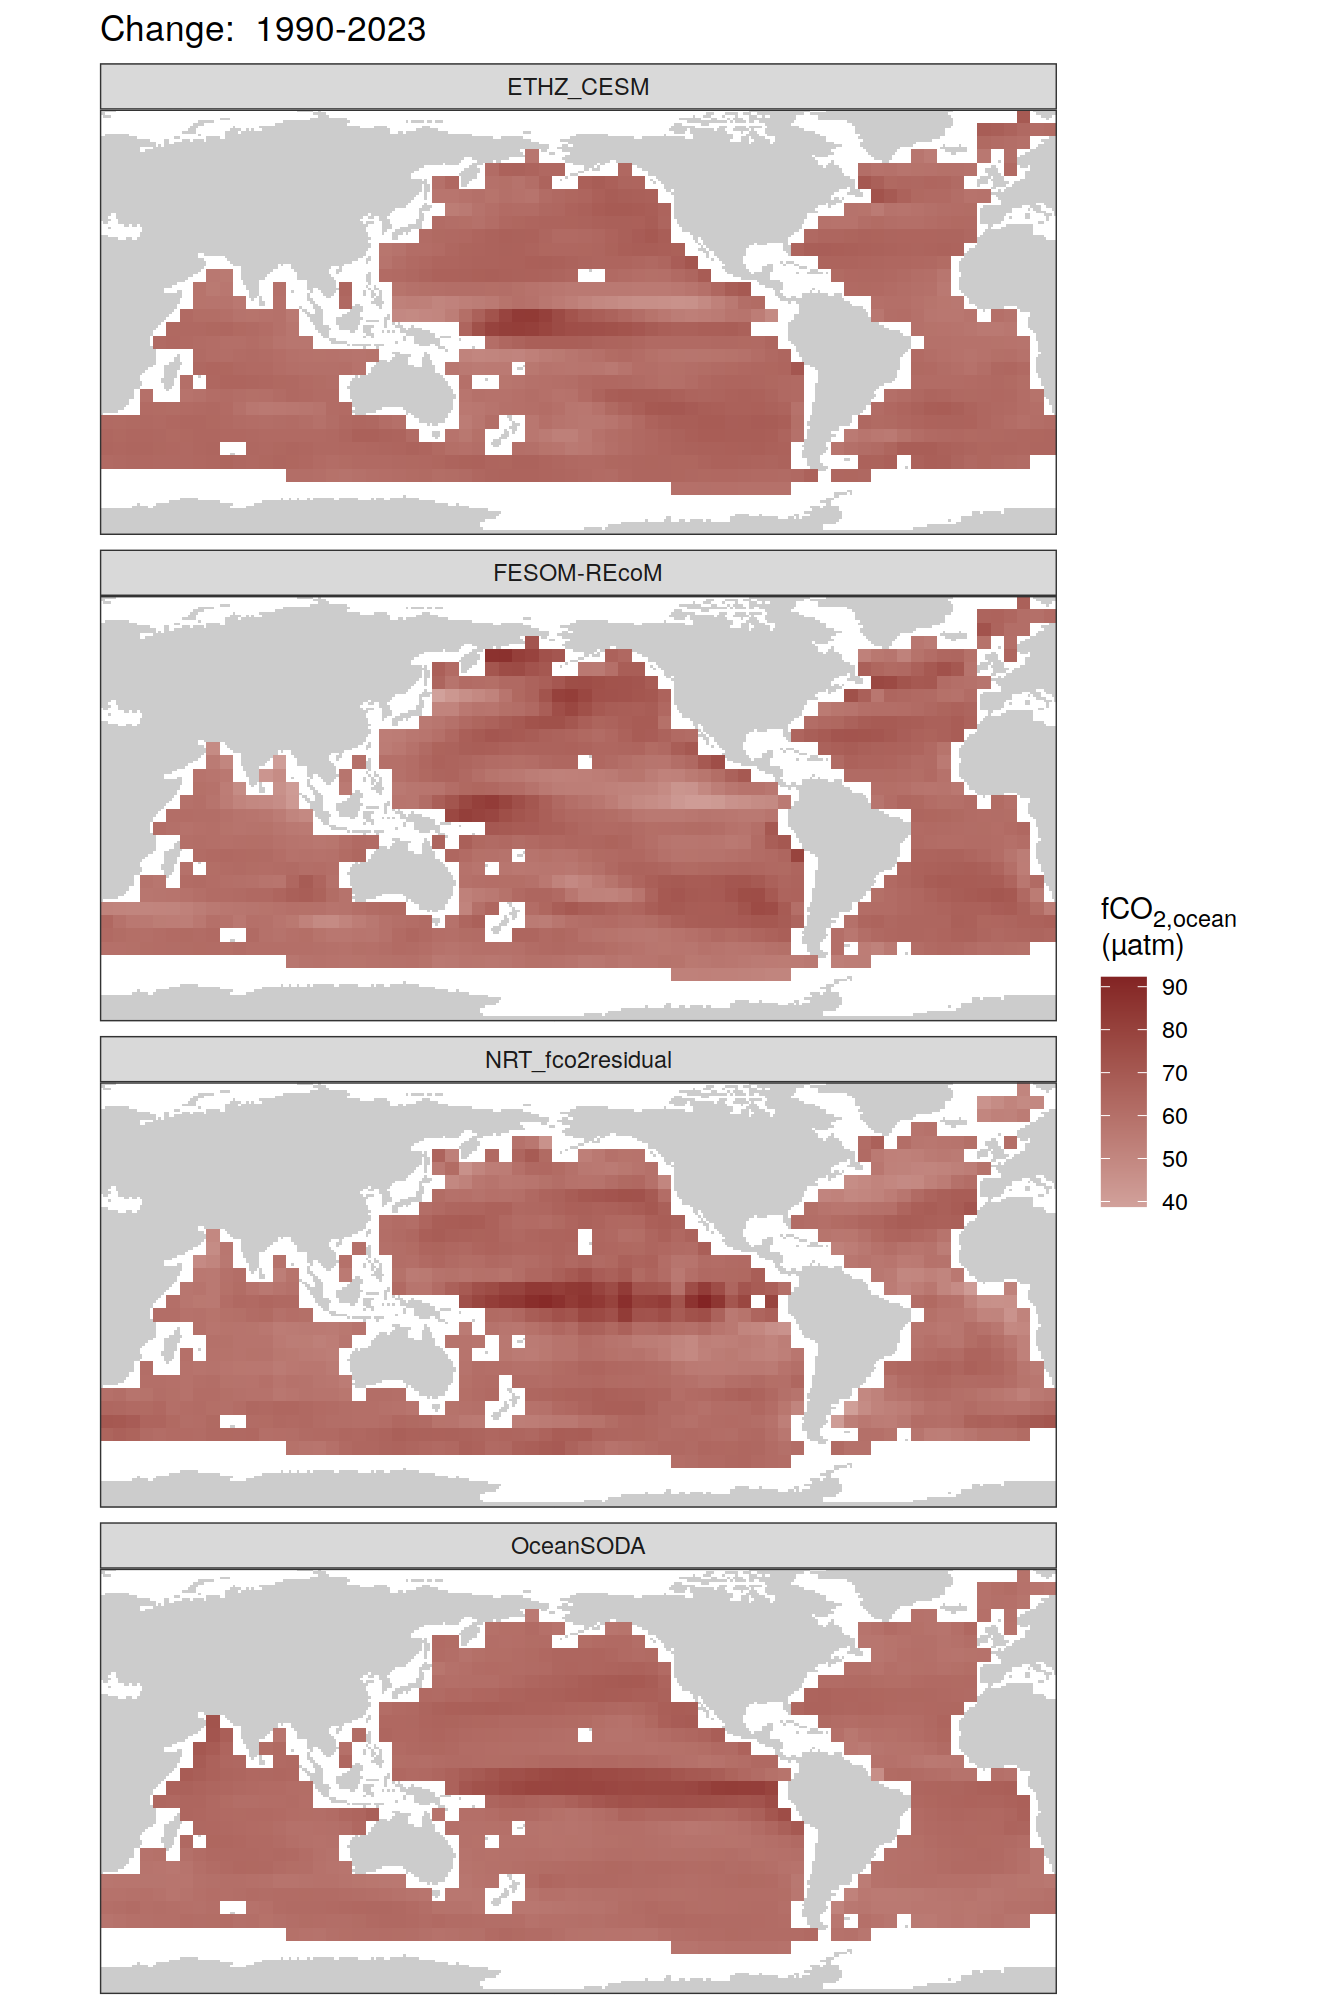 Change:  1990-2023
ETHZ_CESM
FESOM-REcoM
NRT_fco2residual
OceanSODA
fCO2,ocean
(µatm)
90
80
70
60
50
40